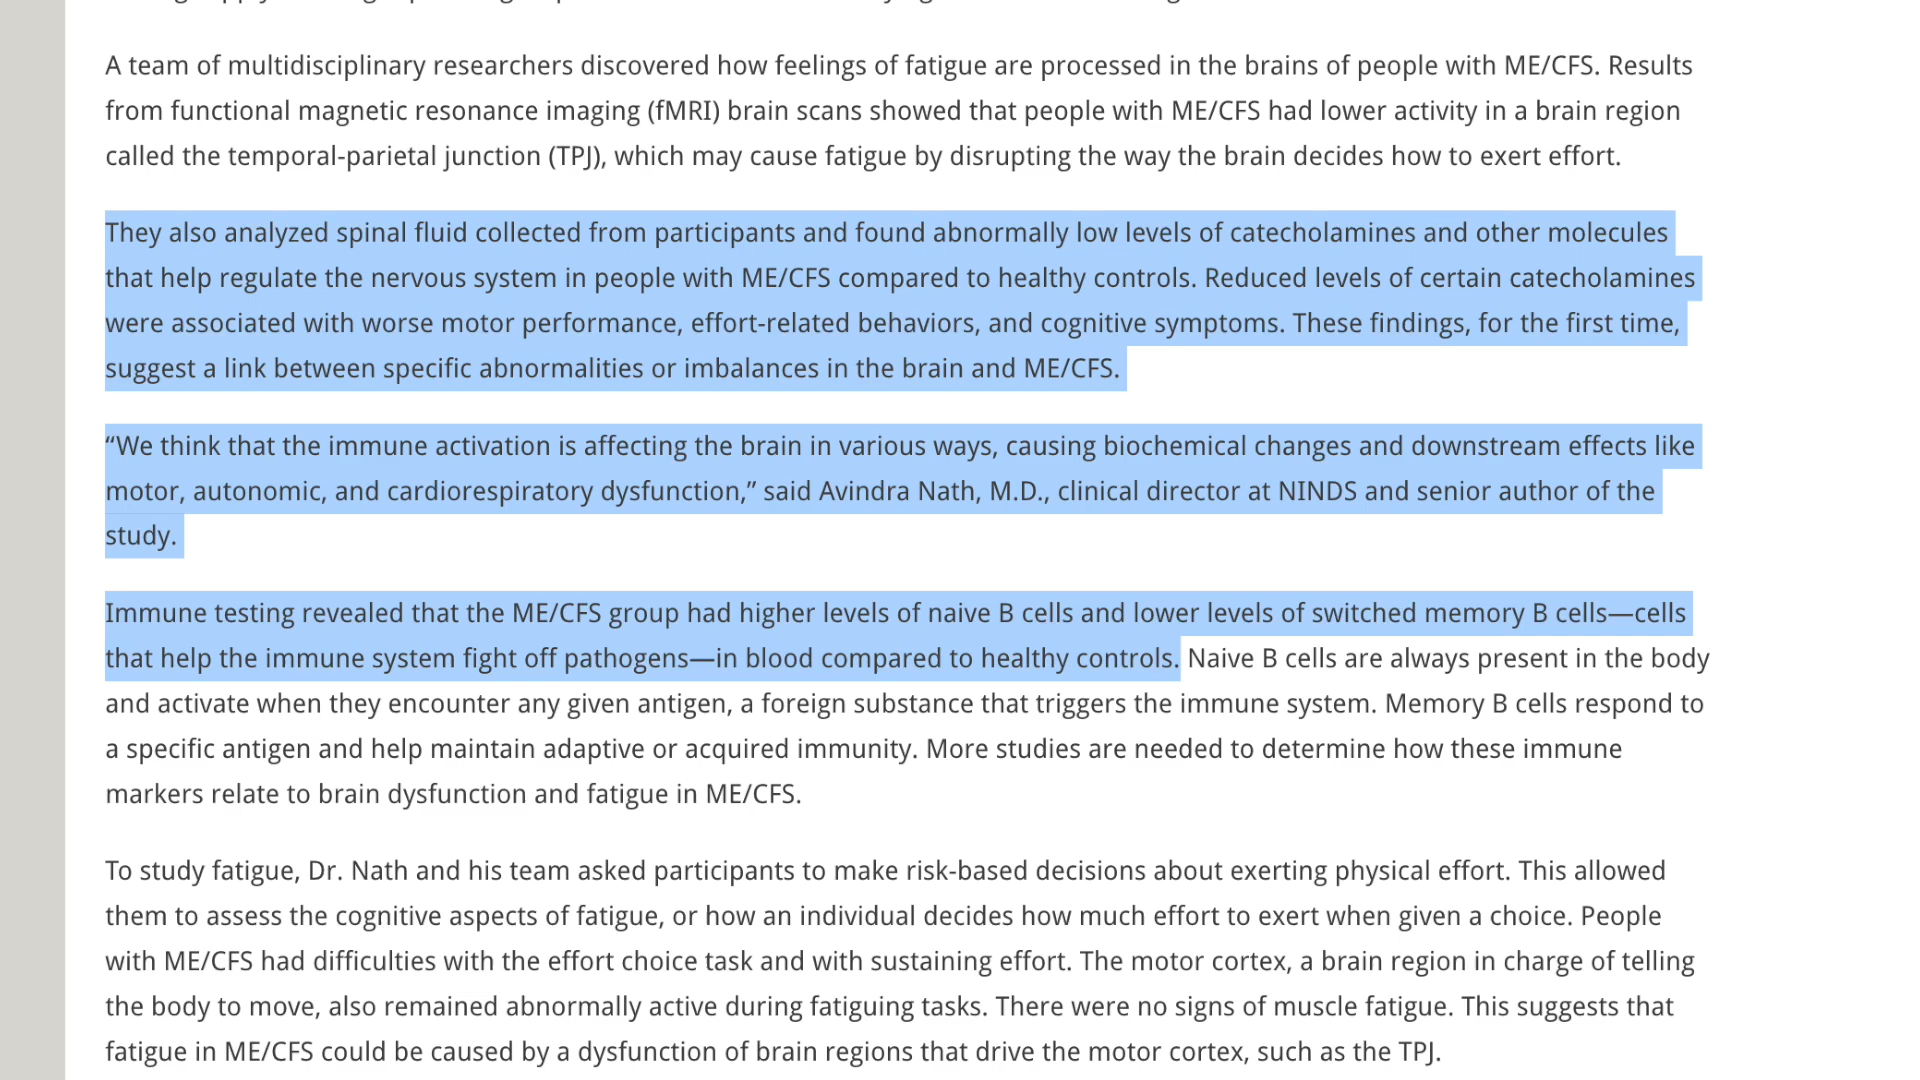 A team of multidisciplinary researchers discovered how feelings of fatigue are processed in the brains of people with ME/CFS. Results
from functional magnetic resonance imaging (fMRI) brain scans showed that people with ME/CFS had lower activity in a brain region
called the temporal-parietal junction (TPJ), which may cause fatigue by disrupting the way the brain decides how to exert effort.
They also analyzed spinal fluid collected from participants and found abnormally low levels of catecholamines and other molecules
that help regulate the nervous system in people with ME/CFS compared to healthy controls. Reduced levels of certain catecholamines
were associated with worse motor performance, effort-related behaviors, and cognitive symptoms. These findings, for the first time,
suggest a link between specific abnormalities or imbalances in the brain and ME/CFS.
“We think that the immune activation is affecting the brain in various ways, causing biochemical changes and downstream effects like
motor, autonomic, and cardiorespiratory dysfunction,” said Avindra Nath, M.D., clinical director at NINDS and senior author of the
study.
Immune testing revealed that the ME/CFS group had higher levels of naive B cells and lower levels of switched memory B cells—cells
that help the immune system fight off pathogens—in blood compared to healthy controls. Naive B cells are always present in the body
and activate when they encounter any given antigen, a foreign substance that triggers the immune system. Memory B cells respond to
a specific antigen and help maintain adaptive or acquired immunity. More studies are needed to determine how these immune
markers relate to brain dysfunction and fatigue in ME/CFS.
To study fatigue, Dr. Nath and his team asked participants to make risk-based decisions about exerting physical effort. This allowed
them to assess the cognitive aspects of fatigue, or how an individual decides how much effort to exert when given a choice. People
with ME/CFS had difficulties with the effort choice task and with sustaining effort. The motor cortex, a brain region in charge of telling
the body to move, also remained abnormally active during fatiguing tasks. There were no signs of muscle fatigue. This suggests that
fatigue in ME/CFS could be caused by a dysfunction of brain regions that drive the motor cortex, such as the TPJ.